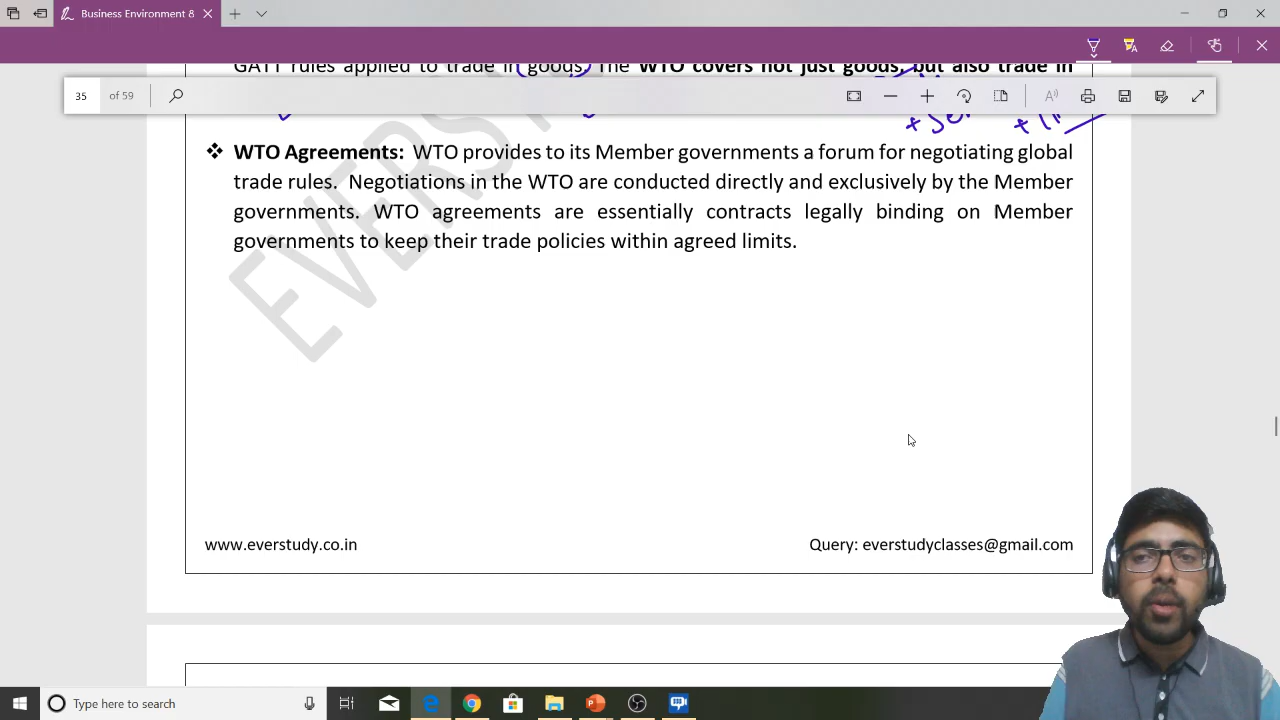 Business Environment 8
GATT rules applied to trade in goods. The WTO covers not just goods, but also trade in
35 of 59
❖ WTO Agreements: WTO provides to its Member governments a forum for negotiating global
trade rules. Negotiations in the WTO are conducted directly and exclusively by the Member
governments. WTO agreements are essentially contracts legally binding on Member
governments to keep their trade policies within agreed limits.
www.everstudy.co.in
Query: everstudyclasses@gmail.com
Type here to search